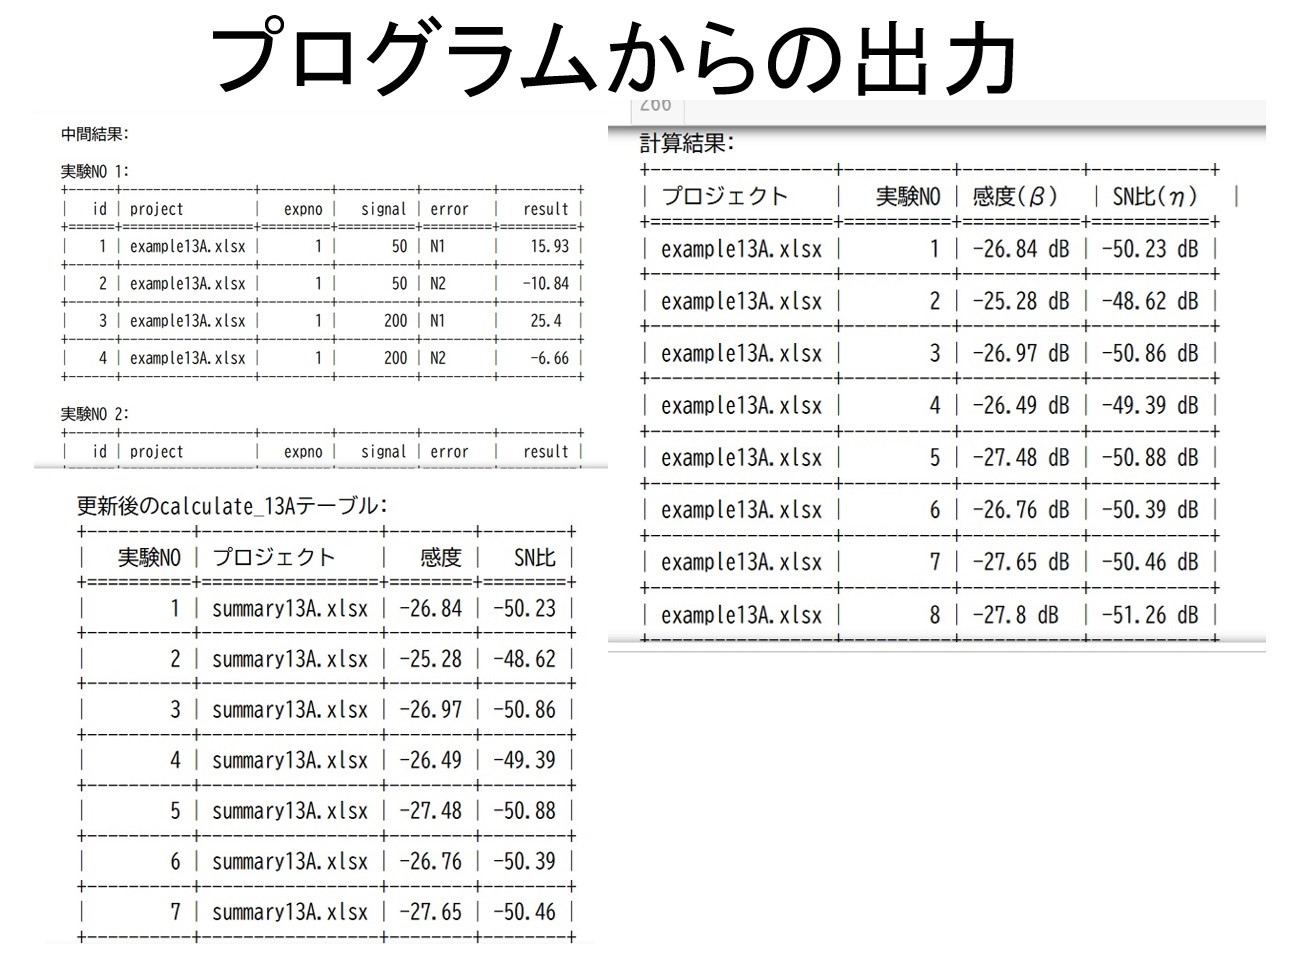 プログラムからの出力
中間結果:
実験NO 1:
+------+-----------------+---------+----------+---------+----------+
| id | project | expno | signal | error | result |
+======+=================+=========+==========+=========+==========+
| 1 | example13A.xlsx | 1 | 50 | N1 | 15.93 |
+------+-----------------+---------+----------+---------+----------+
| 2 | example13A.xlsx | 1 | 50 | N2 | -10.84 |
+------+-----------------+---------+----------+---------+----------+
| 3 | example13A.xlsx | 1 | 200 | N1 | 25.4 |
+------+-----------------+---------+----------+---------+----------+
| 4 | example13A.xlsx | 1 | 200 | N2 | -6.66 |
+------+-----------------+---------+----------+---------+----------+
実験NO 2:
+------+-----------------+---------+----------+---------+----------+
| id | project | expno | signal | error | result |
更新後のcalculate_13Aテーブル:
+----------+-----------------+--------+--------+
| 実験NO | プロジェクト | 感度 | SN比 |
+==========+=================+========+========+
| 1 | summary13A.xlsx | -26.84 | -50.23 |
+----------+-----------------+--------+--------+
| 2 | summary13A.xlsx | -25.28 | -48.62 |
+----------+-----------------+--------+--------+
| 3 | summary13A.xlsx | -26.97 | -50.86 |
+----------+-----------------+--------+--------+
| 4 | summary13A.xlsx | -26.49 | -49.39 |
+----------+-----------------+--------+--------+
| 5 | summary13A.xlsx | -27.48 | -50.88 |
+----------+-----------------+--------+--------+
| 6 | summary13A.xlsx | -26.76 | -50.39 |
+----------+-----------------+--------+--------+
| 7 | summary13A.xlsx | -27.65 | -50.46 |
+----------+-----------------+--------+--------+
266
計算結果:
+-----------------+----------+-----------+-----------+
| プロジェクト | 実験NO | 感度(β) | SN比(η) |
+=================+==========+===========+===========+
| example13A.xlsx | 1 | -26.84 dB | -50.23 dB |
+-----------------+----------+-----------+-----------+
| example13A.xlsx | 2 | -25.28 dB | -48.62 dB |
+-----------------+----------+-----------+-----------+
| example13A.xlsx | 3 | -26.97 dB | -50.86 dB |
+-----------------+----------+-----------+-----------+
| example13A.xlsx | 4 | -26.49 dB | -49.39 dB |
+-----------------+----------+-----------+-----------+
| example13A.xlsx | 5 | -27.48 dB | -50.88 dB |
+-----------------+----------+-----------+-----------+
| example13A.xlsx | 6 | -26.76 dB | -50.39 dB |
+-----------------+----------+-----------+-----------+
| example13A.xlsx | 7 | -27.65 dB | -50.46 dB |
+-----------------+----------+-----------+-----------+
| example13A.xlsx | 8 | -27.8 dB | -51.26 dB |
+-----------------+----------+-----------+-----------+